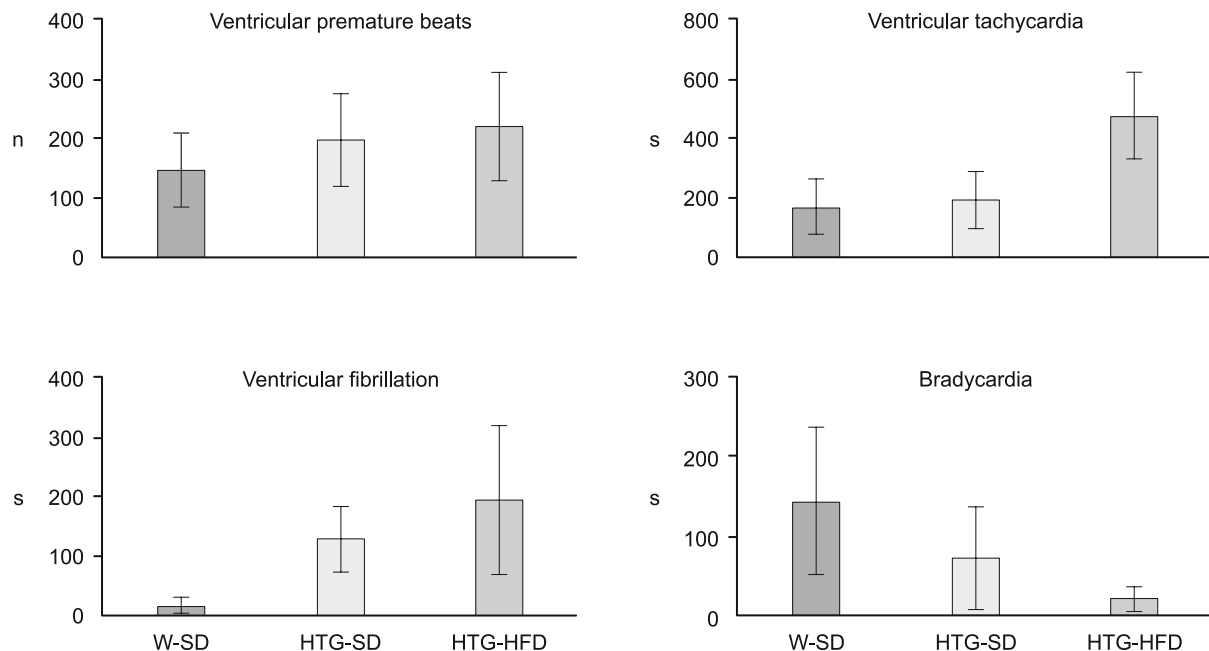 Ventricular premature beats
n
400
300
200
100
0
Ventricular tachycardia
s
800
600
400
200
0
Ventricular fibrillation
s
400
300
200
100
0
W-SD HTG-SD HTG-HFD
Bradycardia
s
300
200
100
0
W-SD HTG-SD HTG-HFD